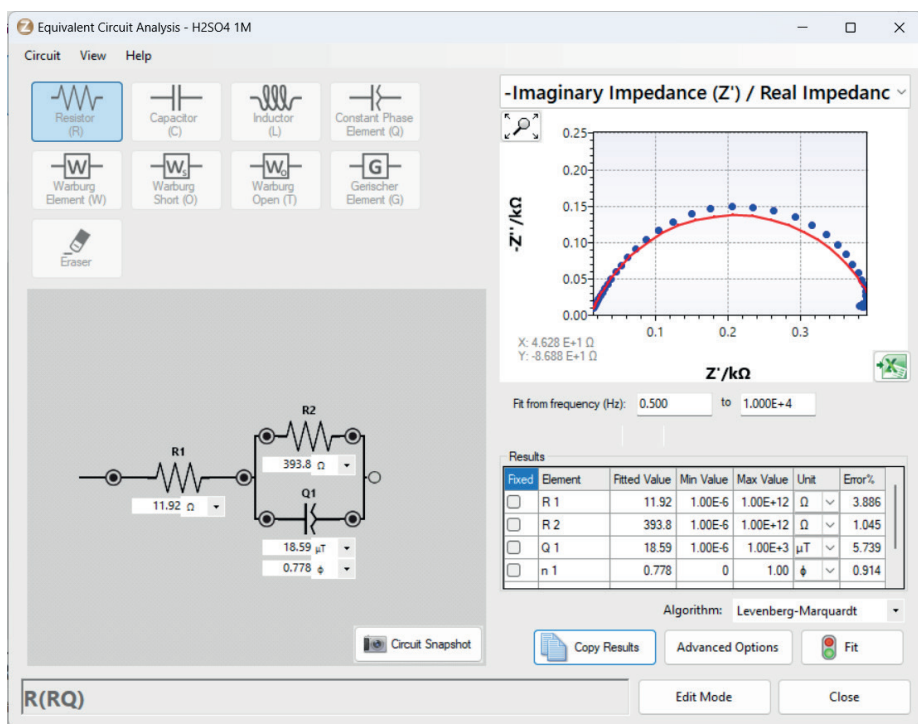 Equivalent Circuit Analysis - H2SO4 1M
Circuit View Help
Resistor (R)
Capacitor (C)
Inductor (L)
Constant Phase Element (Q)
W
Warburg Element (W)
Ws
Warburg Short (O)
Wo
Warburg Open (T)
G
Gerischer Element (G)
Eraser
R1
11.92 Ω
R2
393.8 Ω
Q1
18.59 μT
0.778 ϕ
Circuit Snapshot
R(RQ)
-Imaginary Impedance (Z') / Real Impedanc
-Z''/kΩ
0.25
0.20
0.15
0.10
0.05
0.00
0.1 0.2 0.3
X: 4.628 E+1 Ω
Y: -8.688 E+1 Ω
Z'/kΩ
Fit from frequency (Hz): 0.500 to 1.000E+4
Results
Fixed Element Fitted Value Min Value Max Value Unit Error%
R 1 11.92 1.00E-6 1.00E+12 Ω 3.886
R 2 393.8 1.00E-6 1.00E+12 Ω 1.045
Q 1 18.59 1.00E-6 1.00E+3 μT 5.739
n 1 0.778 0 1.00 ϕ 0.914
Algorithm: Levenberg-Marquardt
Copy Results Advanced Options Fit
Edit Mode Close